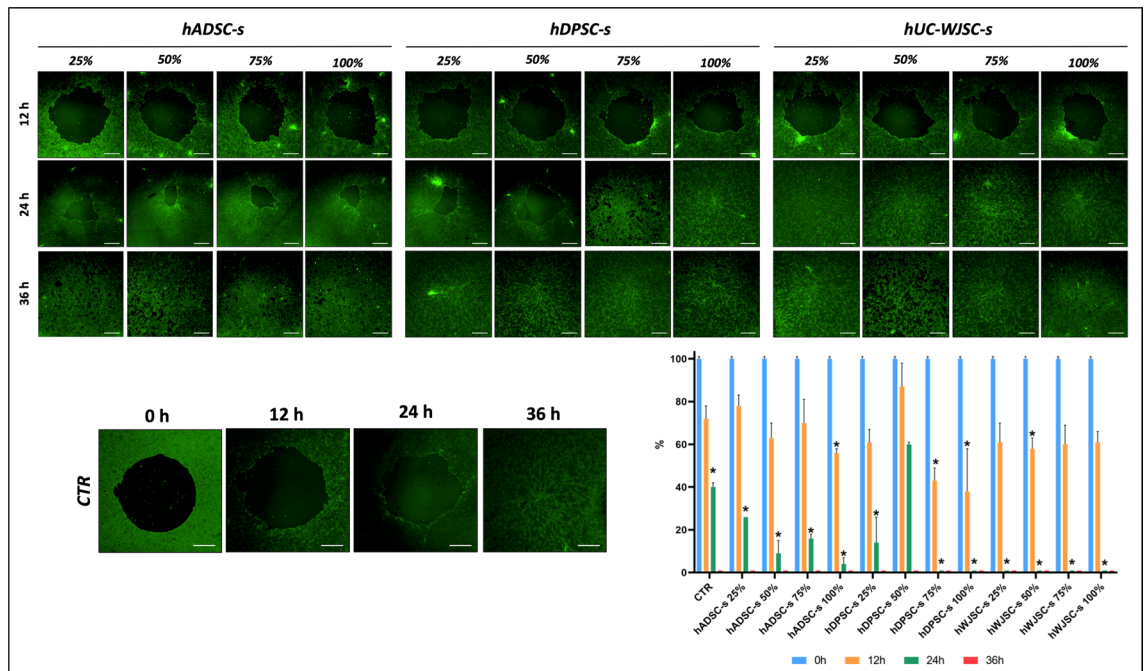 hADSC-s hDPSC-s hUC-WJSC-s
25% 50% 75% 100% 25% 50% 75% 100% 25% 50% 75% 100%
12 h
24 h
36 h
0 h 12 h 24 h 36 h
CTR
%
100
80
60
40
20
0
* * * * * * * * * * * * * * * *
CTR
hADSC-s 25%
hADSC-s 50%
hADSC-s 75%
hADSC-s 100%
hDPSC-s 25%
hDPSC-s 50%
hDPSC-s 75%
hDPSC-s 100%
hWJSC-s 25%
hWJSC-s 50%
hWJSC-s 75%
hWJSC-s 100%
0h 12h 24h 36h